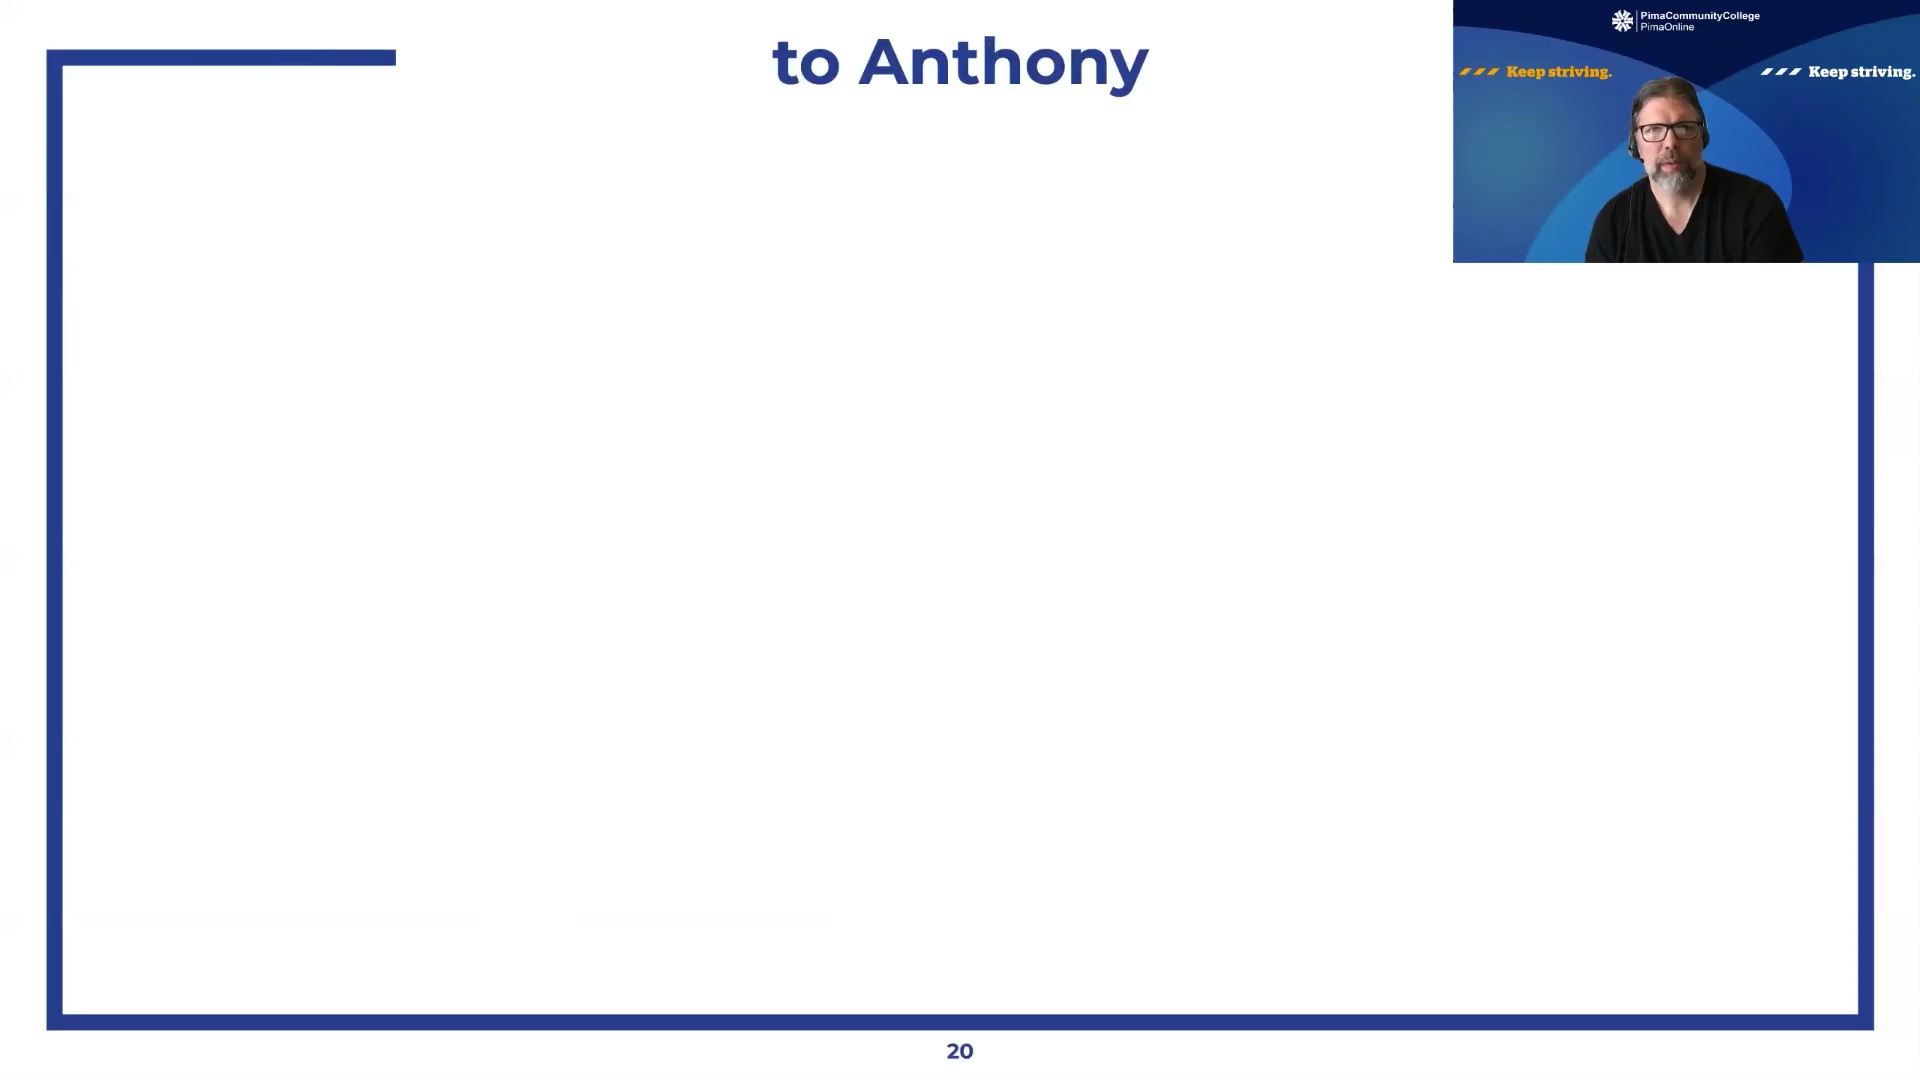 to Anthony
PimaCommunityCollege
PimaOnline
Keep striving.
Keep striving.
20